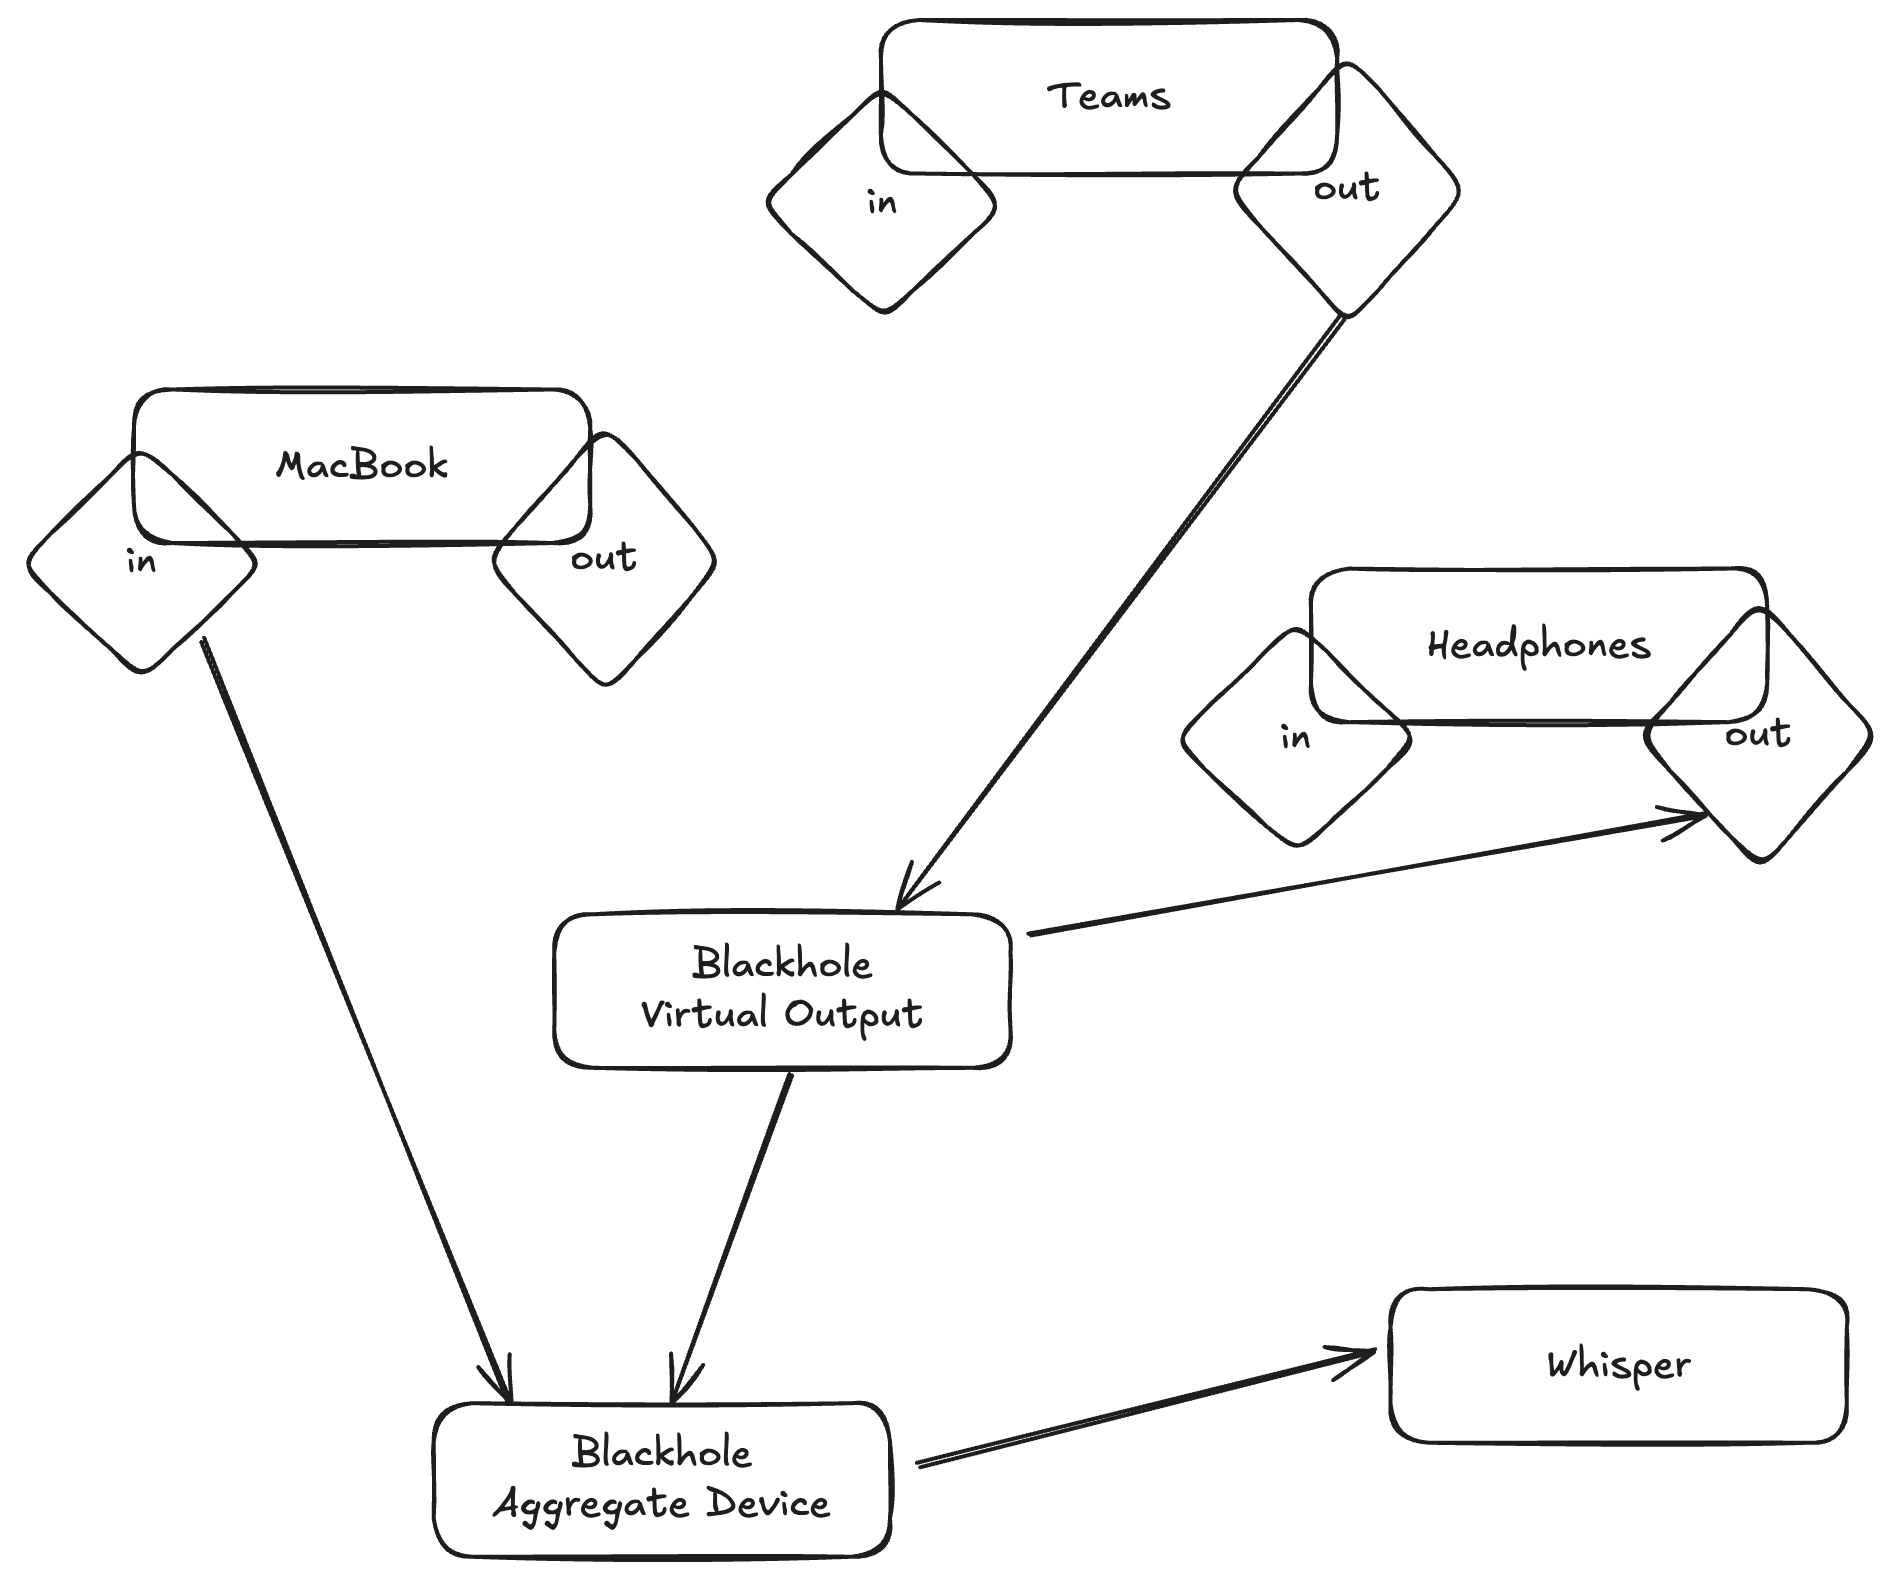 Teams
in
out
MacBook
in
out
Headphones
in
out
Blackhole
Virtual Output
Whisper
Blackhole
Aggregate Device